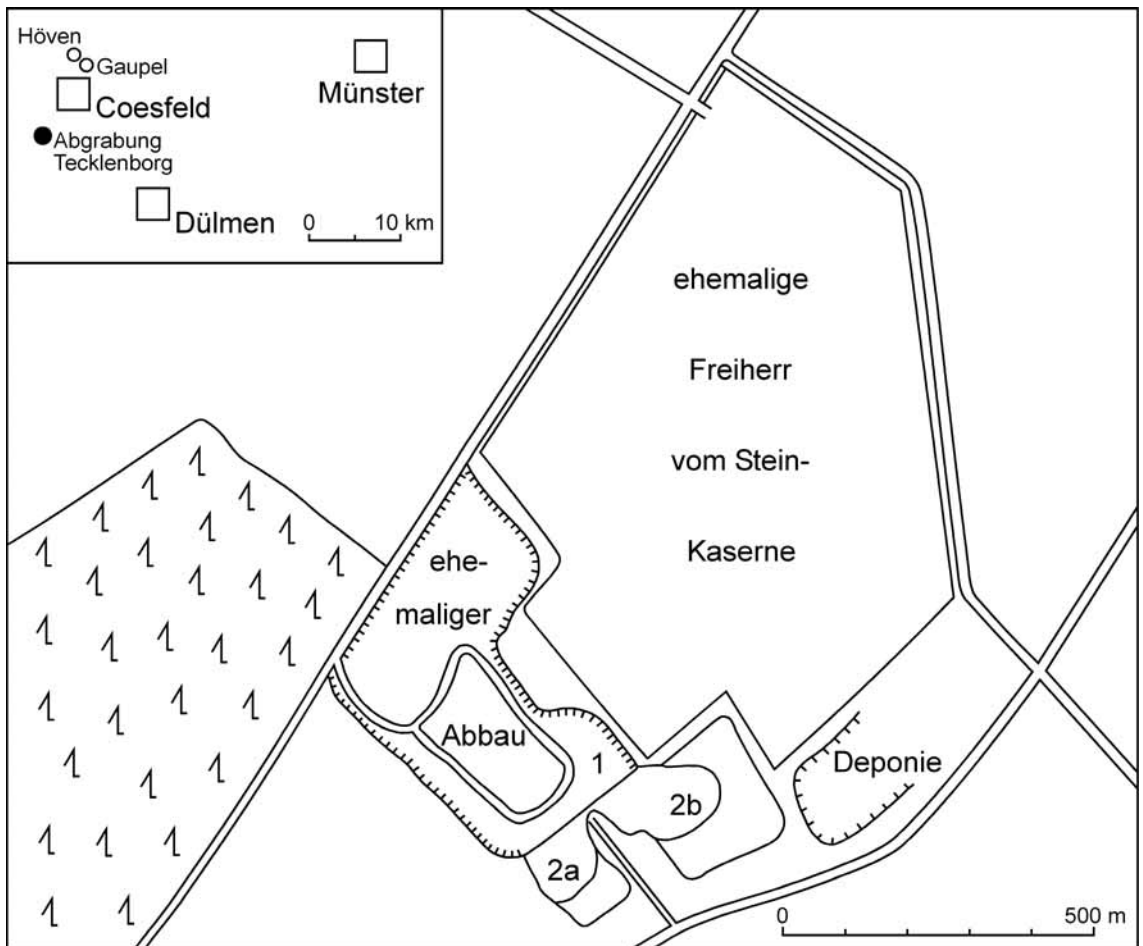 Höven
Gaupel
Coesfeld
Münster
Abgrabung
Tecklenborg
Dülmen
0 10 km
ehemalige
Freiherr
vom Stein-
Kaserne
ehe-
maliger
Abbau
1
Deponie
2b
2a
0 500 m